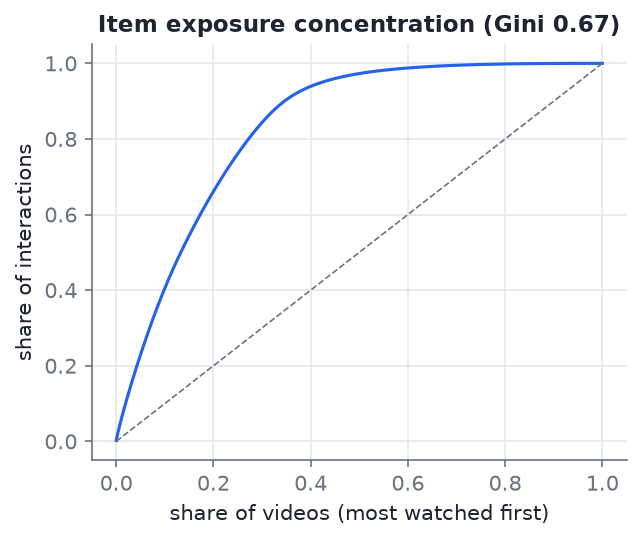 Item exposure concentration (Gini 0.67)
share of interactions
1.0
0.8
0.6
0.4
0.2
0.0
0.0 0.2 0.4 0.6 0.8 1.0
share of videos (most watched first)